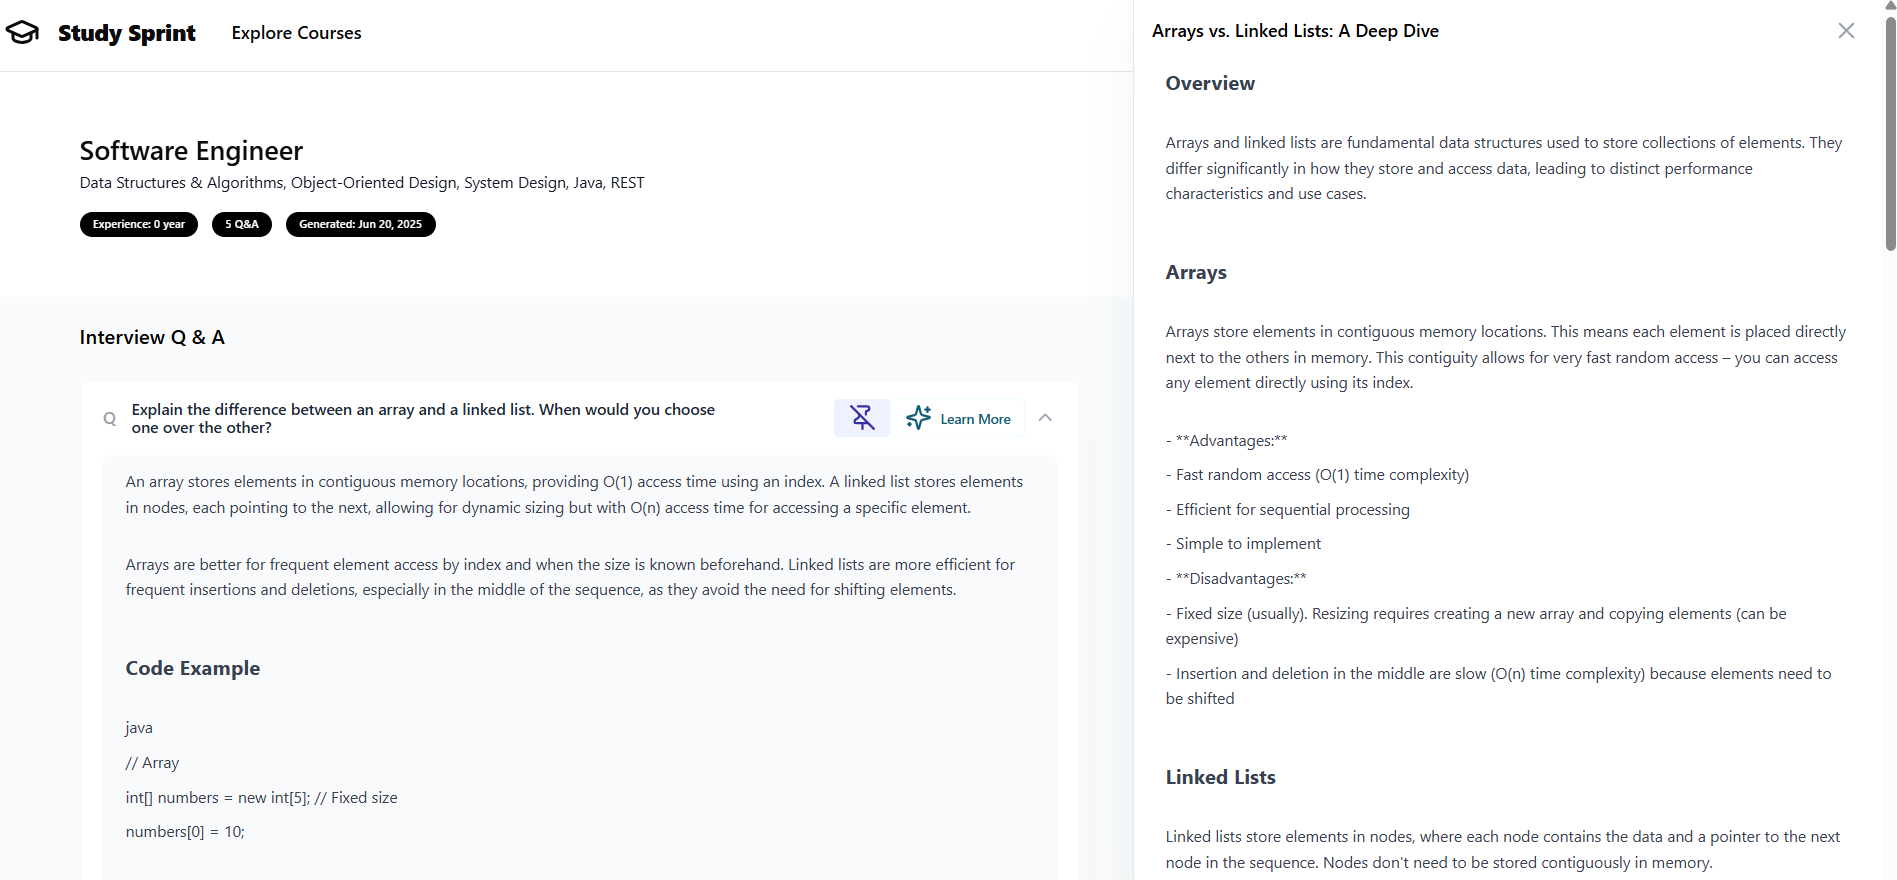 Study Sprint
Explore Courses
Software Engineer
Data Structures & Algorithms, Object-Oriented Design, System Design, Java, REST
Experience: 0 year
5 Q&A
Generated: Jun 20, 2025
Interview Q & A
Q
Explain the difference between an array and a linked list. When would you choose
one over the other?
Learn More
An array stores elements in contiguous memory locations, providing O(1) access time using an index. A linked list stores elements
in nodes, each pointing to the next, allowing for dynamic sizing but with O(n) access time for accessing a specific element.
Arrays are better for frequent element access by index and when the size is known beforehand. Linked lists are more efficient for
frequent insertions and deletions, especially in the middle of the sequence, as they avoid the need for shifting elements.
Code Example
java
// Array
int[] numbers = new int[5]; // Fixed size
numbers[0] = 10;
Arrays vs. Linked Lists: A Deep Dive
Overview
Arrays and linked lists are fundamental data structures used to store collections of elements. They
differ significantly in how they store and access data, leading to distinct performance
characteristics and use cases.
Arrays
Arrays store elements in contiguous memory locations. This means each element is placed directly
next to the others in memory. This contiguity allows for very fast random access – you can access
any element directly using its index.
- **Advantages:**
- Fast random access (O(1) time complexity)
- Efficient for sequential processing
- Simple to implement
- **Disadvantages:**
- Fixed size (usually). Resizing requires creating a new array and copying elements (can be
expensive)
- Insertion and deletion in the middle are slow (O(n) time complexity) because elements need to
be shifted
Linked Lists
Linked lists store elements in nodes, where each node contains the data and a pointer to the next
node in the sequence. Nodes don't need to be stored contiguously in memory.